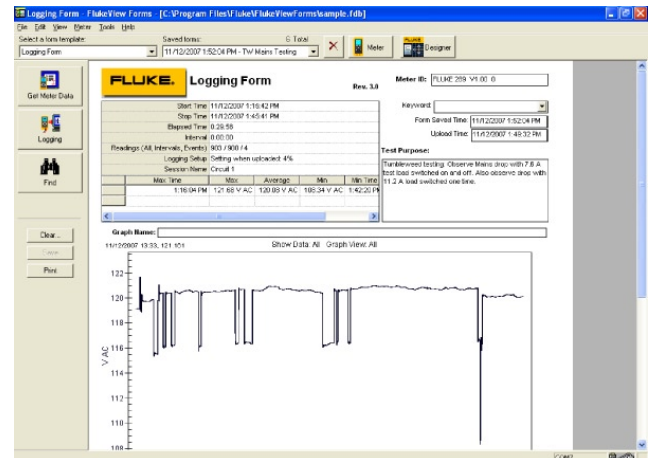 Logging Form - FlukeView Forms - [C:\Program Files\Fluke\FlukeViewForms\sample.fdb]
File Edit View Meter Tools Help
Select a form template: Saved forms: 6 Total
Logging Form 11/12/2007 1:52:04 PM - TW Mains Testing Meter Designer
Get Meter Data
Logging
Find
Clear...
Save
Print
FLUKE. Logging Form Rev. 3.0
Meter ID: FLUKE 289 V1.00 0
Keyword:
Form Saved Time: 11/12/2007 1:52:04 PM
Upload Time: 11/12/2007 1:49:32 PM
Start Time 11/12/2007 1:16:42 PM
Stop Time 11/12/2007 1:45:41 PM
Elapsed Time 0:29:58
Interval 0:00:00
Readings (All, Intervals, Events) 903 / 900 / 4
Logging Setup Setting when uploaded: 4%
Session Name Circuit 1
Max Time Max Average Min Min Time
1:16:04 PM 121.68 V AC 120.08 V AC 108.34 V AC 1:42:20 PM
Test Purpose:
Tumbleweed testing: Observe Mains drop with 7.8 A
test load switched on and off. Also observe drop with
11.2 A load switched one time.
Graph Name:
11/12/2007 13:33, 121.161 Show Data: All Graph View: All
V AC
122
120
118
116
114
112
110
108